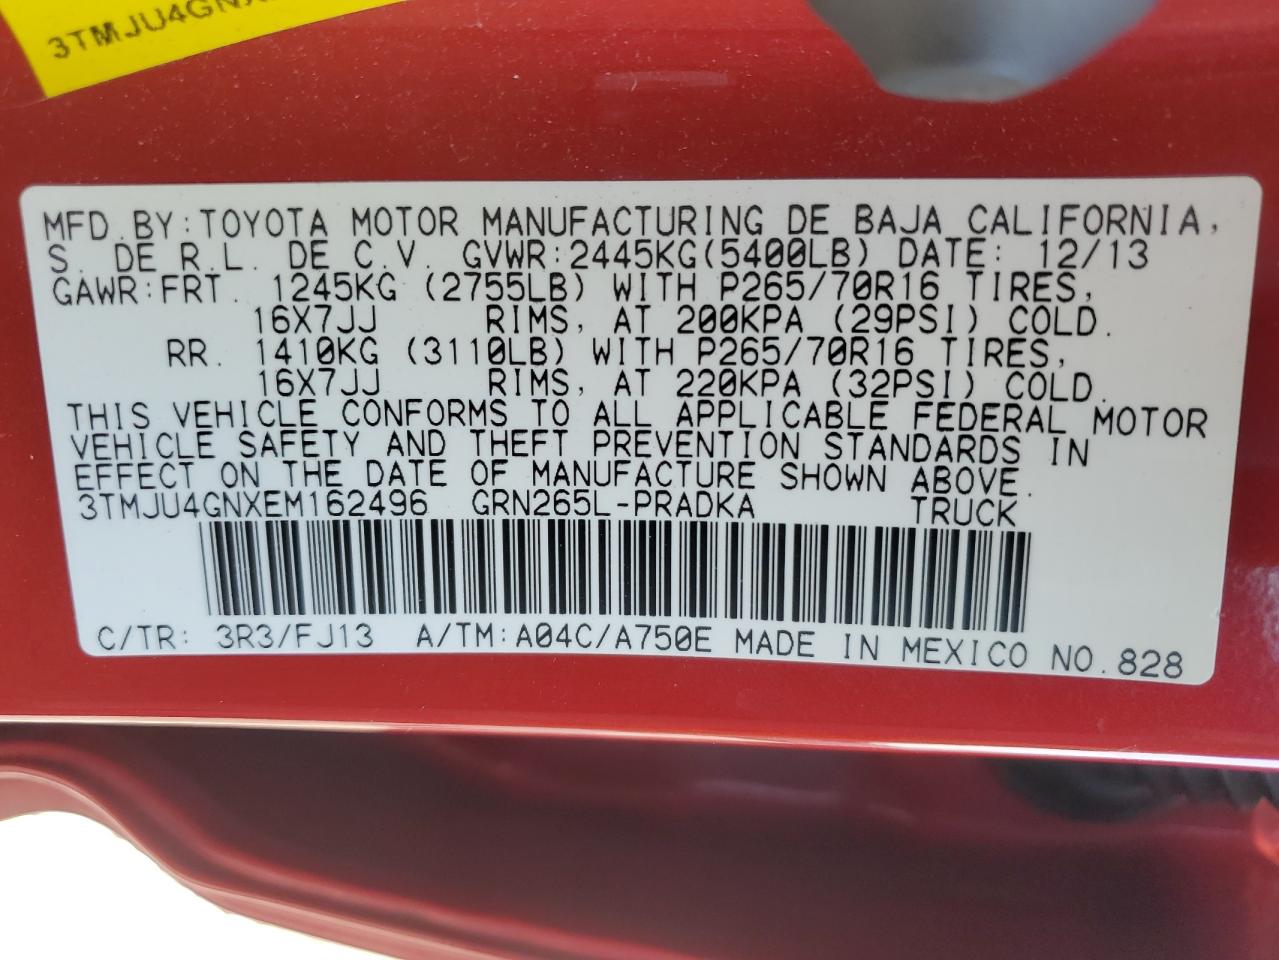 3TMJU4GNX
MFD. BY: TOYOTA MOTOR MANUFACTURING DE BAJA CALIFORNIA,
S. DE R.L. DE C.V. GVWR:2445KG(5400LB) DATE: 12/13
GAWR:FRT. 1245KG (2755LB) WITH P265/70R16 TIRES,
16X7JJ RIMS, AT 200KPA (29PSI) COLD.
RR. 1410KG (3110LB) WITH P265/70R16 TIRES,
16X7JJ RIMS, AT 220KPA (32PSI) COLD.
THIS VEHICLE CONFORMS TO ALL APPLICABLE FEDERAL MOTOR
VEHICLE SAFETY AND THEFT PREVENTION STANDARDS IN
EFFECT ON THE DATE OF MANUFACTURE SHOWN ABOVE.
3TMJU4GNXEM162496 GRN265L-PRADKA TRUCK
C/TR: 3R3/FJ13 A/TM:A04C/A750E MADE IN MEXICO NO.828